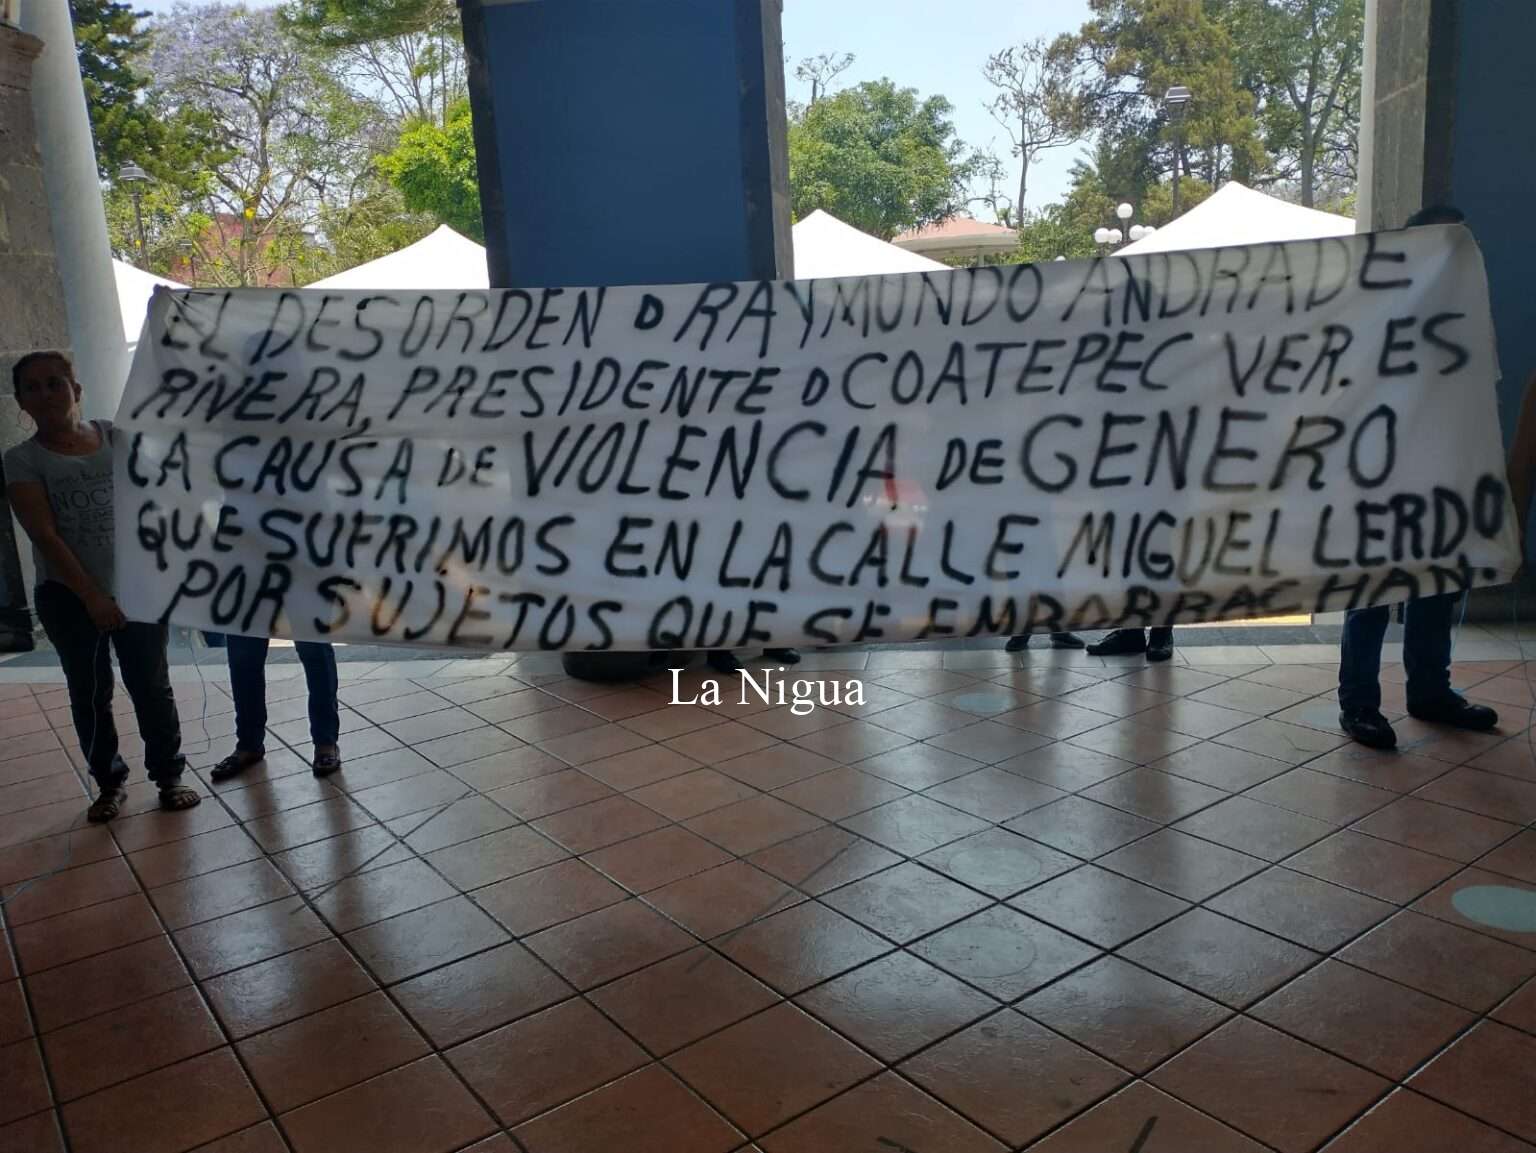 EL DESORDEN D RAYMUNDO ANDRADE
RIVERA, PRESIDENTE D COATEPEC VER. ES
LA CAUSA DE VIOLENCIA, DE GENERO
QUE SUFRIMOS EN LA CALLE MIGUEL LERDO
POR SUJETOS QUE SE EMBORRACHAN.
La Nigua